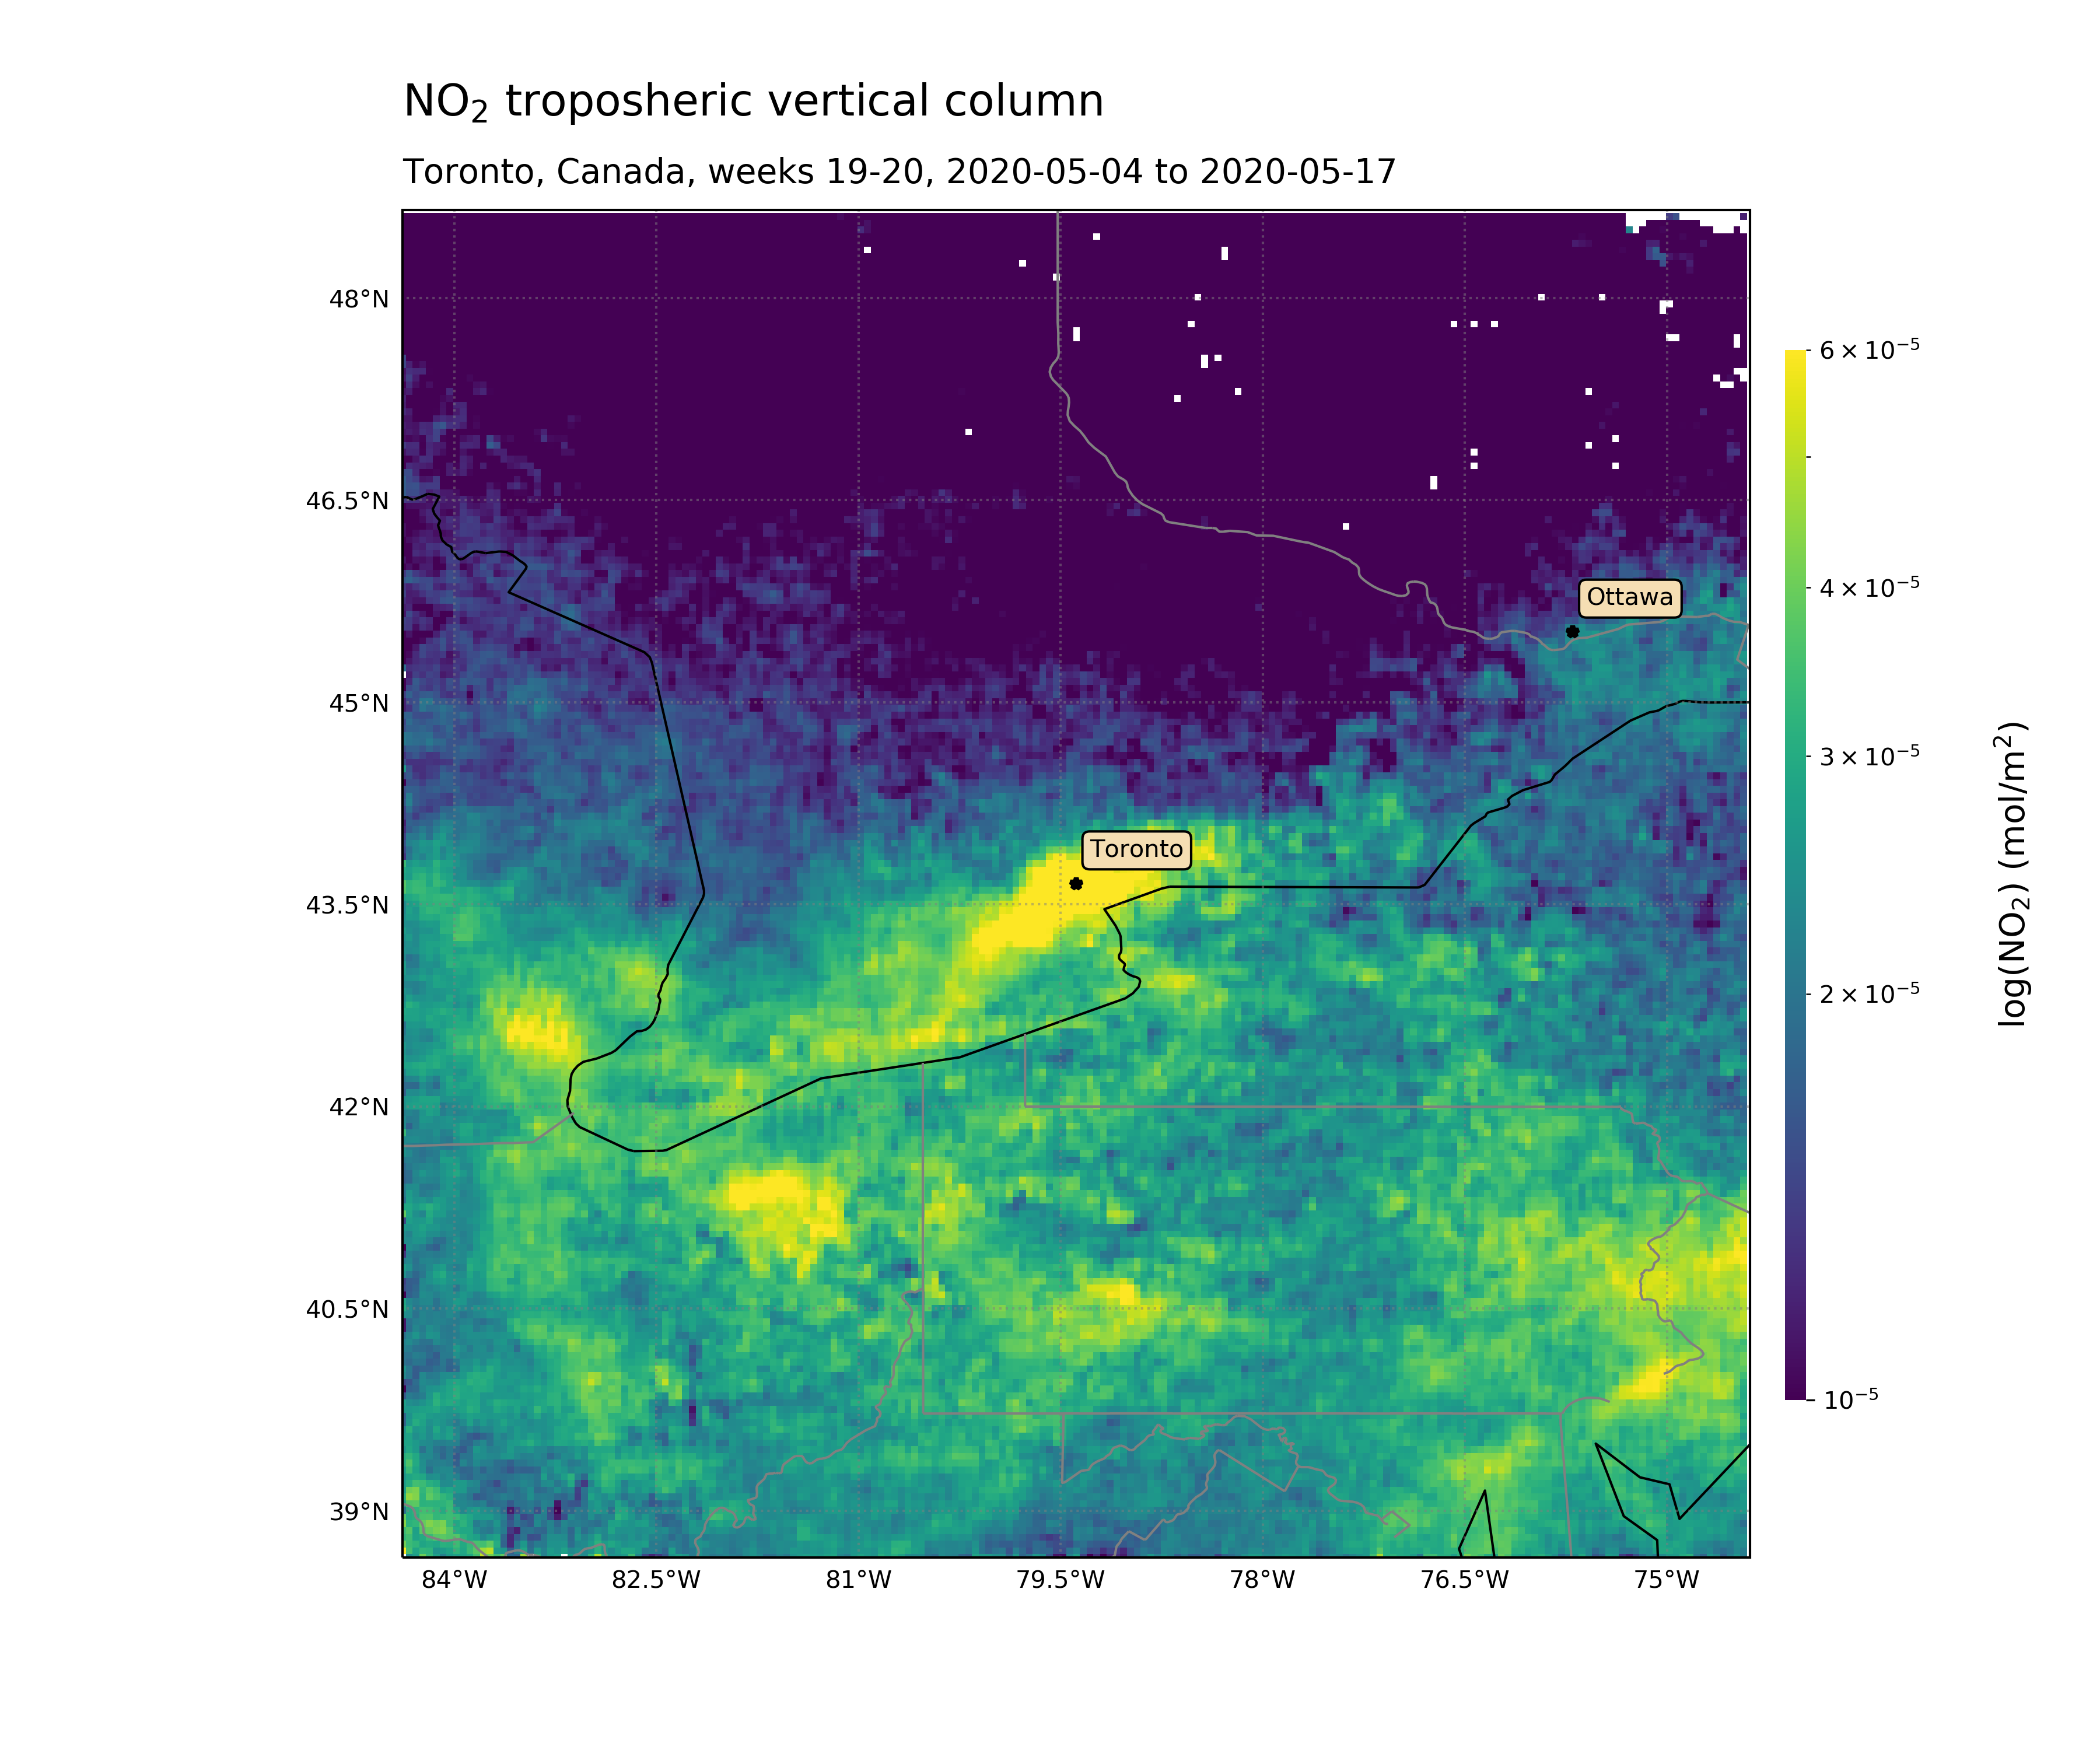 NO₂ troposheric vertical column
Toronto, Canada, weeks 19-20, 2020-05-04 to 2020-05-17
48°N
46.5°N
45°N
43.5°N
42°N
40.5°N
39°N
84°W 82.5°W 81°W 79.5°W 78°W 76.5°W 75°W
Ottawa
Toronto
6 × 10⁻⁵
4 × 10⁻⁵
3 × 10⁻⁵
2 × 10⁻⁵
10⁻⁵
log(NO₂) (mol/m²)